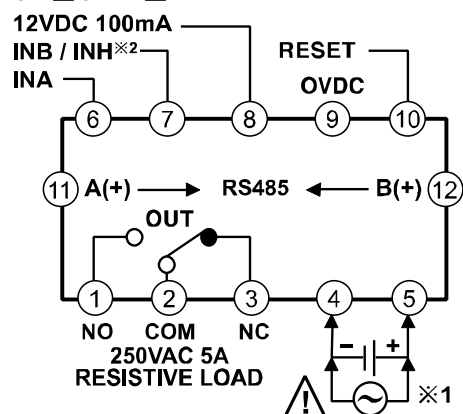 12VDC 100mA
INB / INH※2
RESET
INA
OVDC
6 7 8 9 10
11 A(+) RS485 B(+) 12
OUT
1 2 3 4 5
NO COM NC
- +
250VAC 5A
RESISTIVE LOAD
! ※1